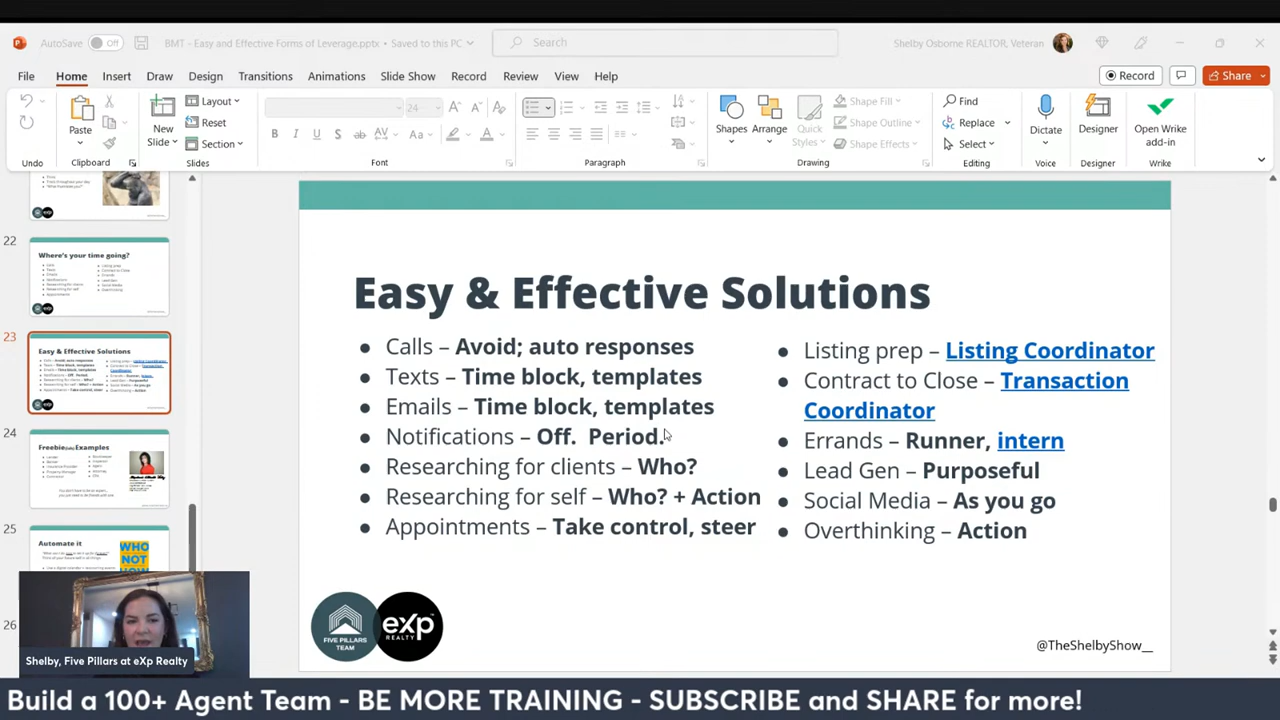 AutoSave Off BMT - Easy and Effective Forms of Leverage.pptx • Saved to this PC Search Shelby Osborne REALTOR, Veteran
File Home Insert Draw Design Transitions Animations Slide Show Record Review View Help Record Share
Paste
New Slide
Layout
Reset
Section
24
Shapes
Arrange
Quick Styles
Shape Fill
Shape Outline
Shape Effects
Find
Replace
Select
Dictate
Designer
Open Wrike add-in
Undo Clipboard Slides Font Paragraph Drawing Editing Voice Designer Wrike
22
Where's your time going?
23
Easy & Effective Solutions
24
25
Automate it
WHO
NOT
HOW
26
Easy & Effective Solutions
Calls – Avoid; auto responses
Texts – Time block, templates
Emails – Time block, templates
Notifications – Off. Period.
Researching for clients – Who?
Researching for self – Who? + Action
Appointments – Take control, steer
Listing prep – Listing Coordinator
Contract to Close – Transaction
Coordinator
Errands – Runner, intern
Lead Gen – Purposeful
Social Media – As you go
Overthinking – Action
FIVE PILLARS
TEAM
exp
REALTY
@TheShelbyShow__
Shelby, Five Pillars at eXp Realty
Build a 100+ Agent Team - BE MORE TRAINING - SUBSCRIBE and SHARE for more!